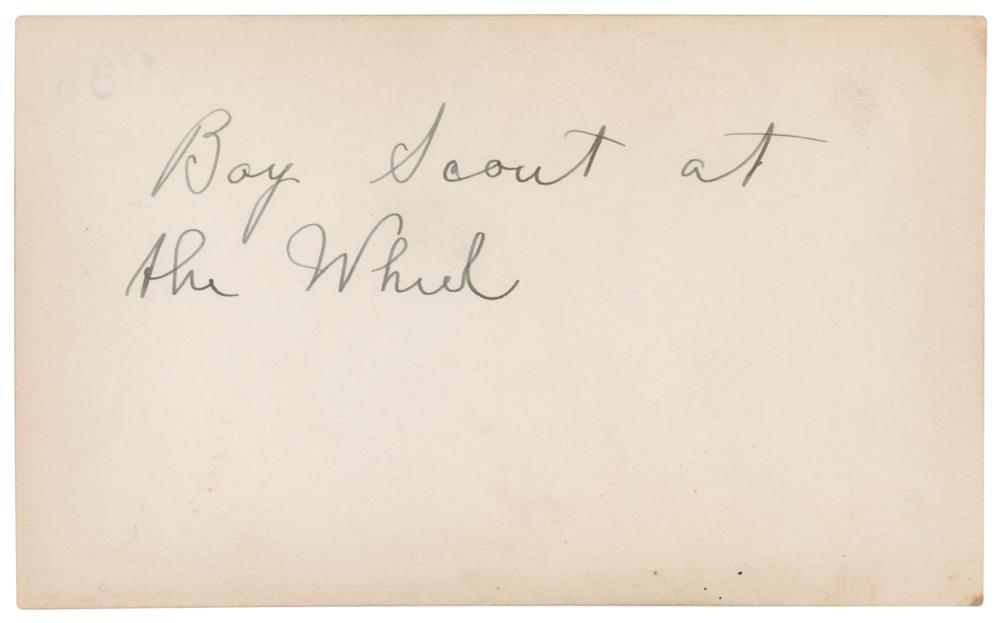 Boy Scout at
the Wheel